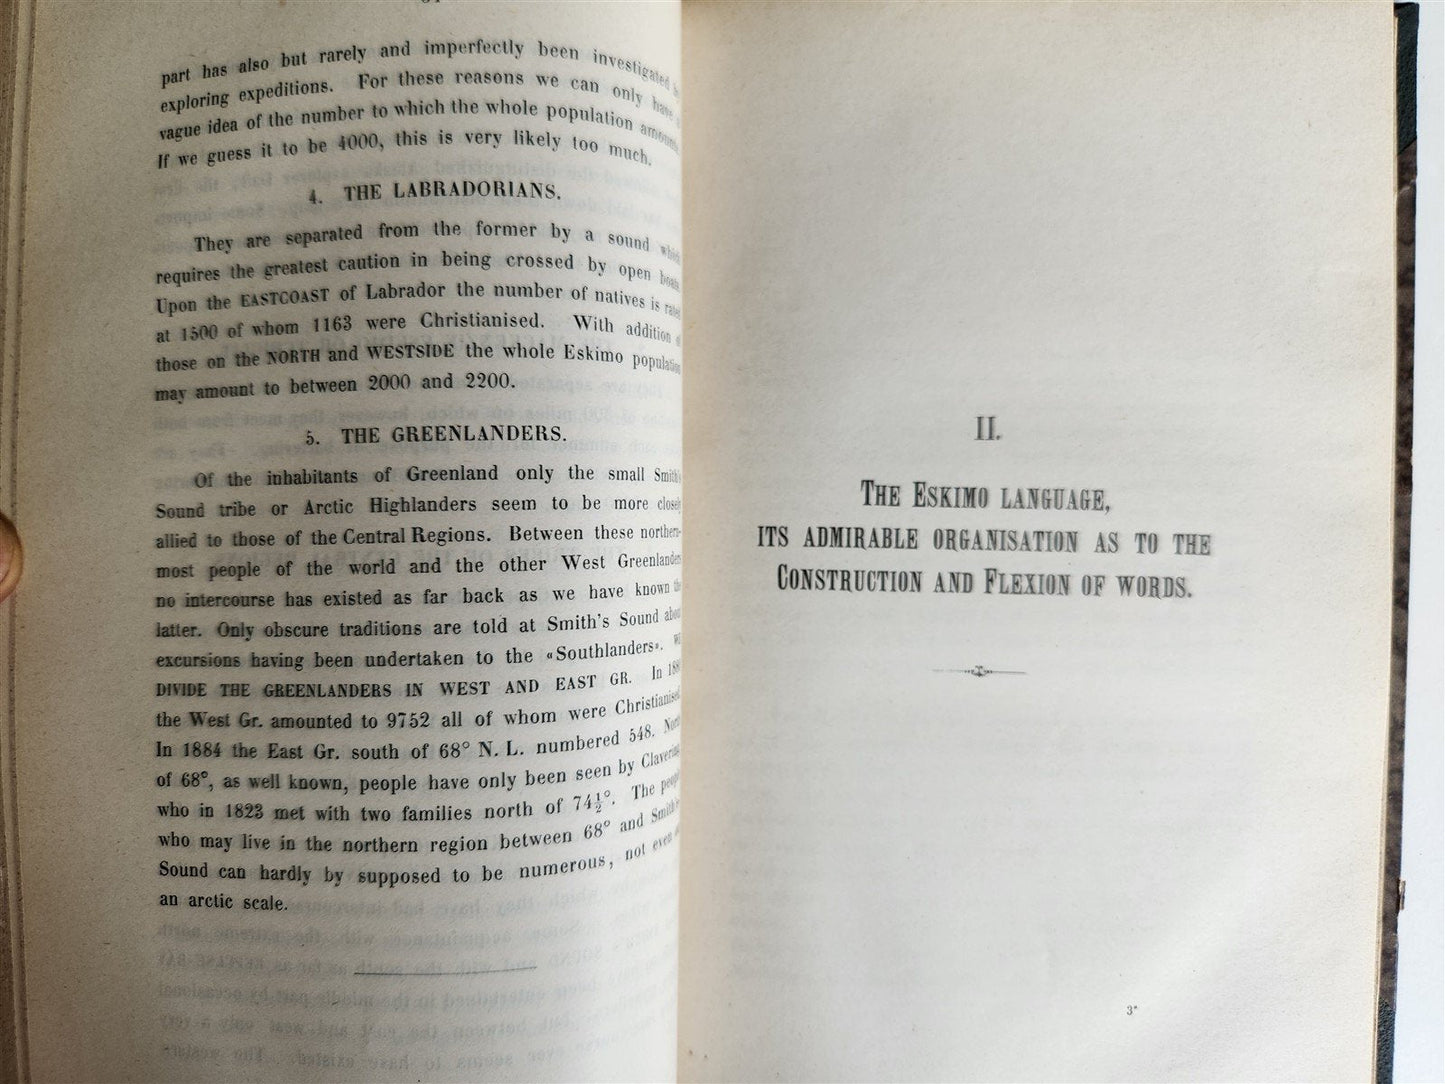 part has also but rarely and imperfectly been investigated
exploring expeditions. For these reasons we can only have a
vague idea of the number to which the whole population amounts.
If we guess it to be 4000, this is very likely too much.
4. THE LABRADORIANS.
They are separated from the former by a sound which
requires the greatest caution in being crossed by open boats.
Upon the EASTCOAST of Labrador the number of natives is rated
at 1500 of whom 1163 were Christianised. With addition of
those on the NORTH and WESTSIDE the whole Eskimo population
may amount to between 2000 and 2200.
5. THE GREENLANDERS.
Of the inhabitants of Greenland only the small Smith's
Sound tribe or Arctic Highlanders seem to be more closely
allied to those of the Central Regions. Between these northern-
most people of the world and the other West Greenlanders
no intercourse has existed as far back as we have known the
latter. Only obscure traditions are told at Smith's Sound about
excursions having been undertaken to the «Southlanders». We
DIVIDE THE GREENLANDERS IN WEST AND EAST GR. In
the West Gr. amounted to 9752 all of whom were Christianised.
In 1884 the East Gr. south of 68° N. L. numbered 548. North
of 68°, as well known, people have only been seen by Clavering
who in 1823 met with two families north of 74½°. The people
who may live in the northern region between 68° and Smith's
Sound can hardly by supposed to be numerous, not even
an arctic scale.
II.
THE ESKIMO LANGUAGE,
ITS ADMIRABLE ORGANISATION AS TO THE
CONSTRUCTION AND FLEXION OF WORDS.
3*